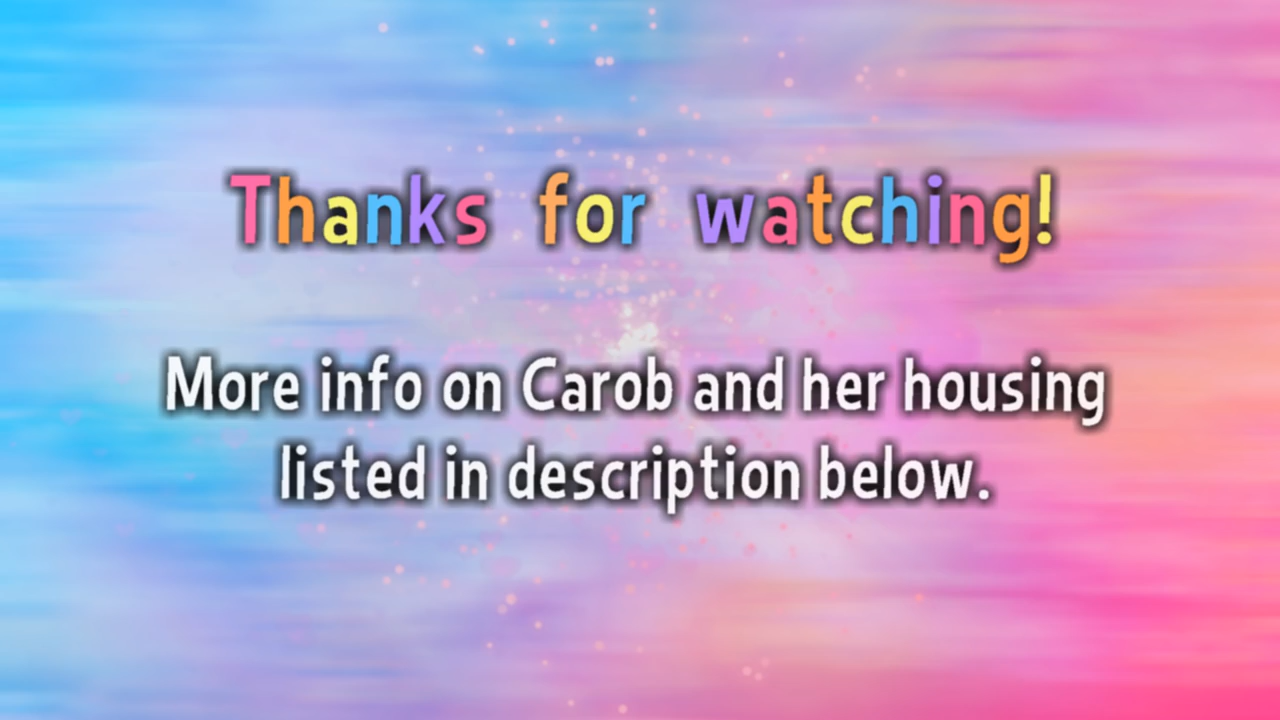 Thanks for watching!
More info on Carob and her housing
listed in description below.